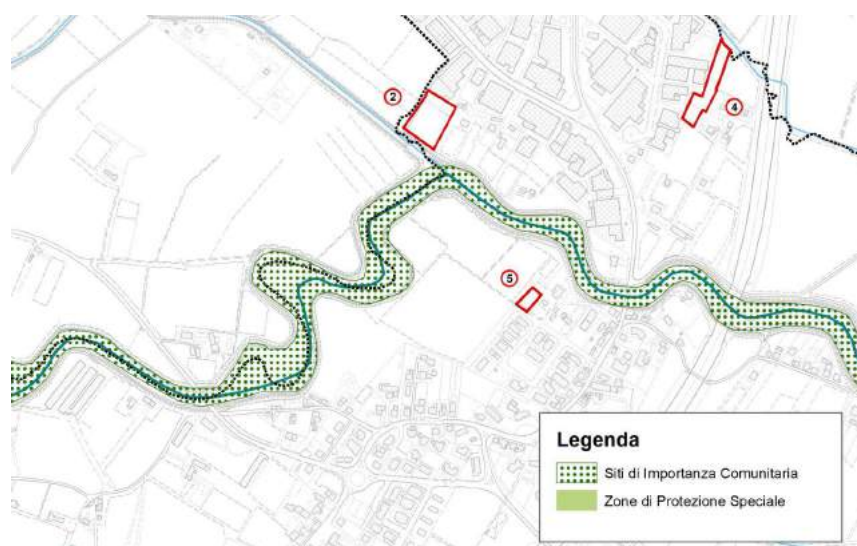 2
4
5
Legenda
Siti di Importanza Comunitaria
Zone di Protezione Speciale